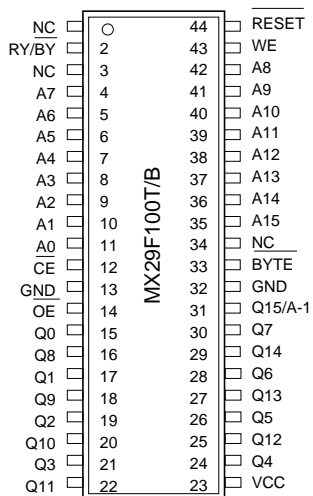 NC 44 RESET
RY/BY 2 43 WE
NC 3 42 A8
A7 4 41 A9
A6 5 40 A10
A5 6 39 A11
A4 7 38 A12
A3 8 37 A13
A2 9 36 A14
A1 10 35 A15
A0 11 34 NC
CE 12 33 BYTE
GND 13 32 GND
OE 14 31 Q15/A-1
Q0 15 30 Q7
Q8 16 29 Q14
Q1 17 28 Q6
Q9 18 27 Q13
Q2 19 26 Q5
Q10 20 25 Q12
Q3 21 24 Q4
Q11 22 23 VCC
MX29F100T/B